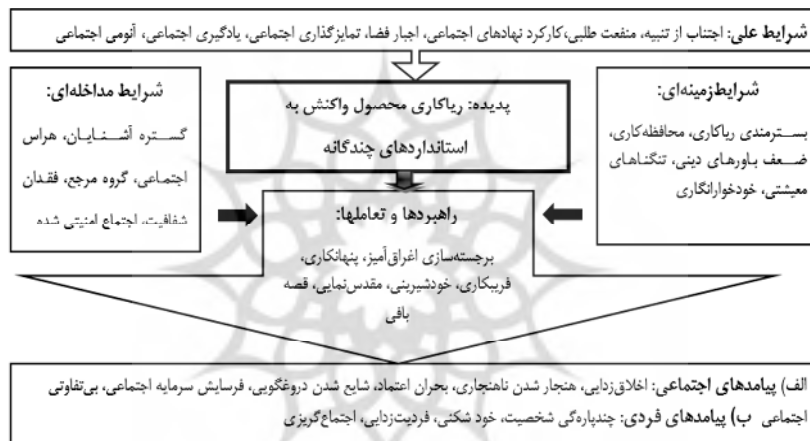 شرایط علی: اجتناب از تنبیه، منفعت طلبی،کارکرد نهادهای اجتماعی، اجبار فضا، تمایزگذاری اجتماعی، یادگیری اجتماعی، آنومی اجتماعی
شرایط‌زمینه‌ای:
بسترمندی ریاکاری، محافظه‌کاری،
ضعف باورهای دینی، تنگناهای
معیشتی، خودخوارانگاری
پدیده: ریاکاری محصول واکنش به
استانداردهای چندگانه
شرایط مداخله‌ای:
گستره آشنایان، هراس
اجتماعی، گروه مرجع، فقدان
شفافیت، اجتماع امنیتی شده
راهبردها و تعاملها:
برجسته‌سازی اغراق‌آمیز، پنهانکاری،
فریبکاری، خودشیرینی، مقدس‌نمایی، قصه
بافی
الف) پیامدهای اجتماعی: اخلاق‌زدایی، هنجار شدن ناهنجاری، بحران اعتماد، شایع شدن دروغگویی، فرسایش سرمایه اجتماعی، بی‌تفاوتی
اجتماعی ب) پیامدهای فردی: چندپاره‌گی شخصیت، خود شکنی، فردیت‌زدایی، اجتماع‌گریزی